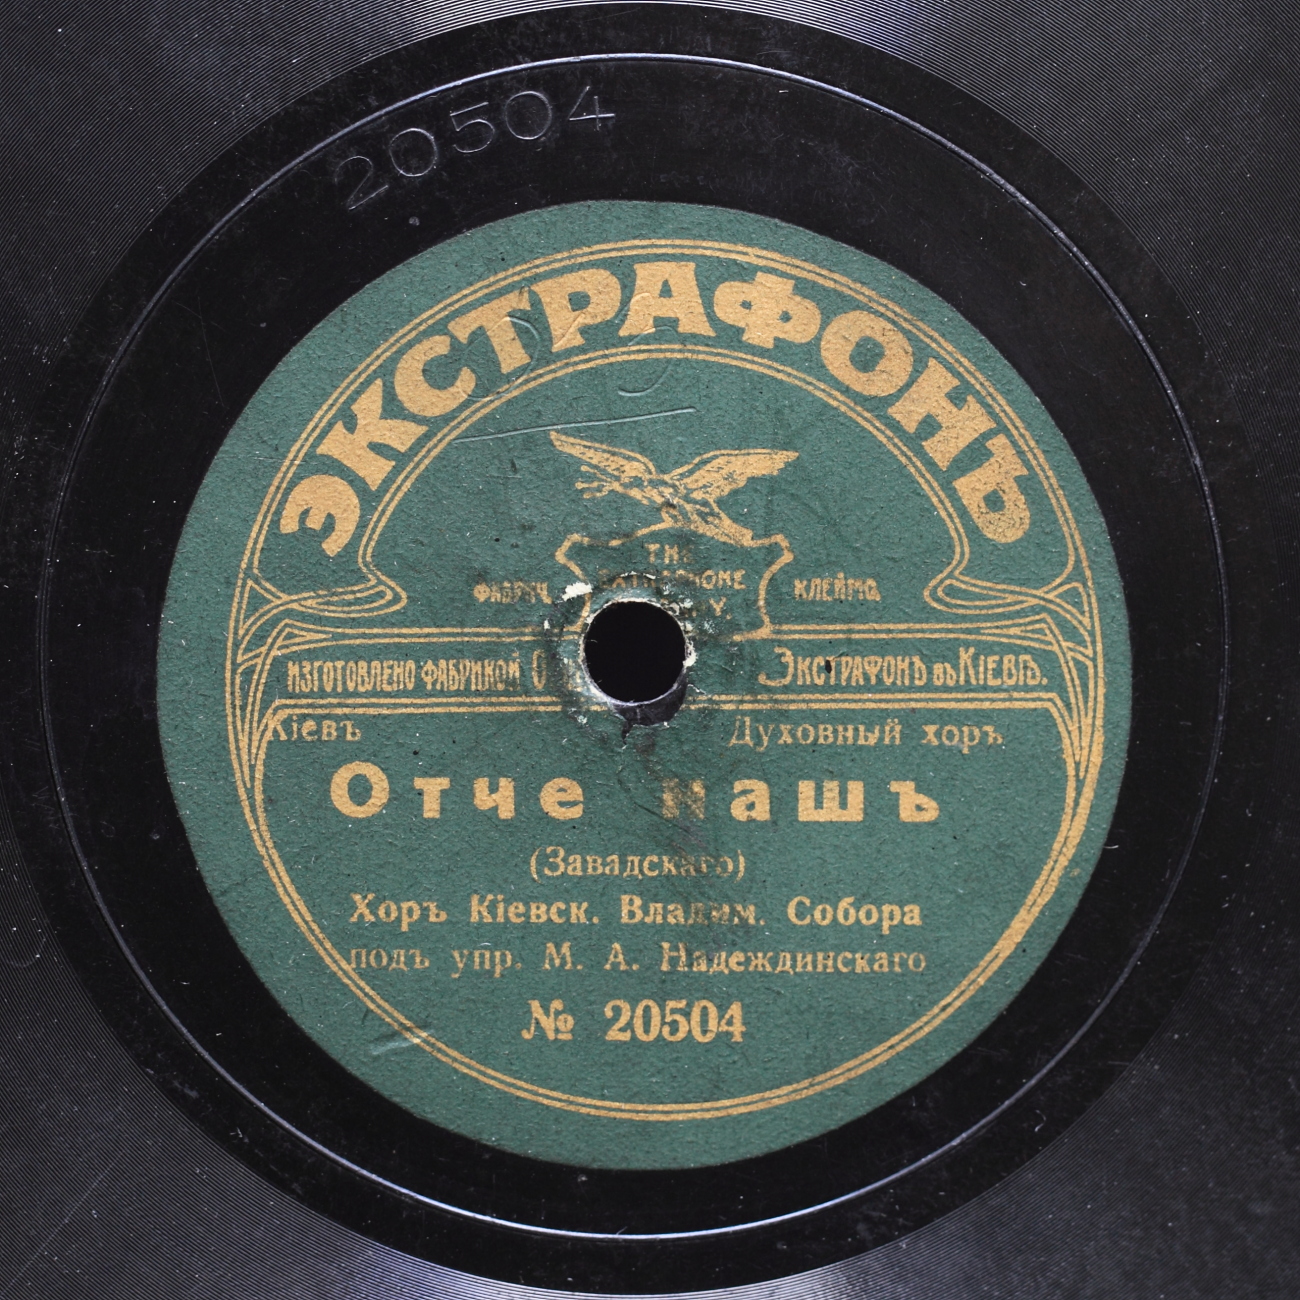 20504
ЭКСТРАФОНЪ
THE
ФАБРИЧ. КЛЕЙМА
ИЗГОТОВЛЕНО ФАБРИКОЙ ЭКСТРАФОНЪ въ КІЕВѢ.
Кіевъ Духовный хоръ
Отче нашъ
(Завадскаго)
Хоръ Кіевск. Владим. Собора
подъ упр. М. А. Надеждинскаго
№ 20504